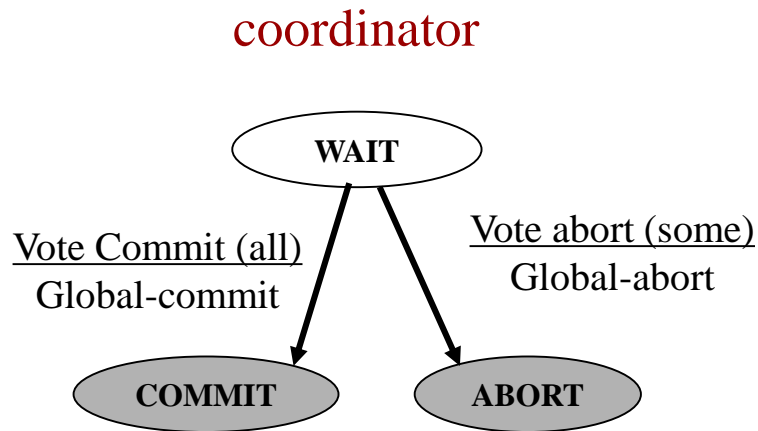 coordinator
WAIT
Vote Commit (all)
Global-commit
Vote abort (some)
Global-abort
COMMIT
ABORT